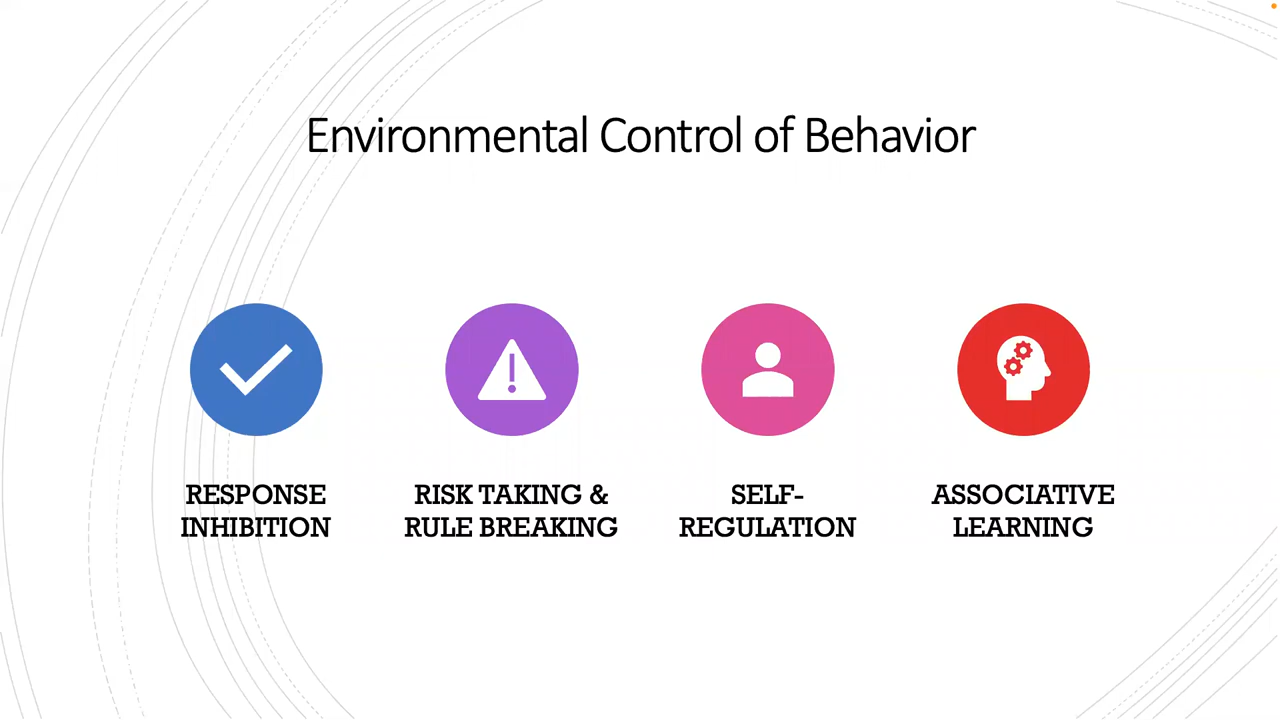 Environmental Control of Behavior
RESPONSE
INHIBITION
RISK TAKING &
RULE BREAKING
SELF-
REGULATION
ASSOCIATIVE
LEARNING